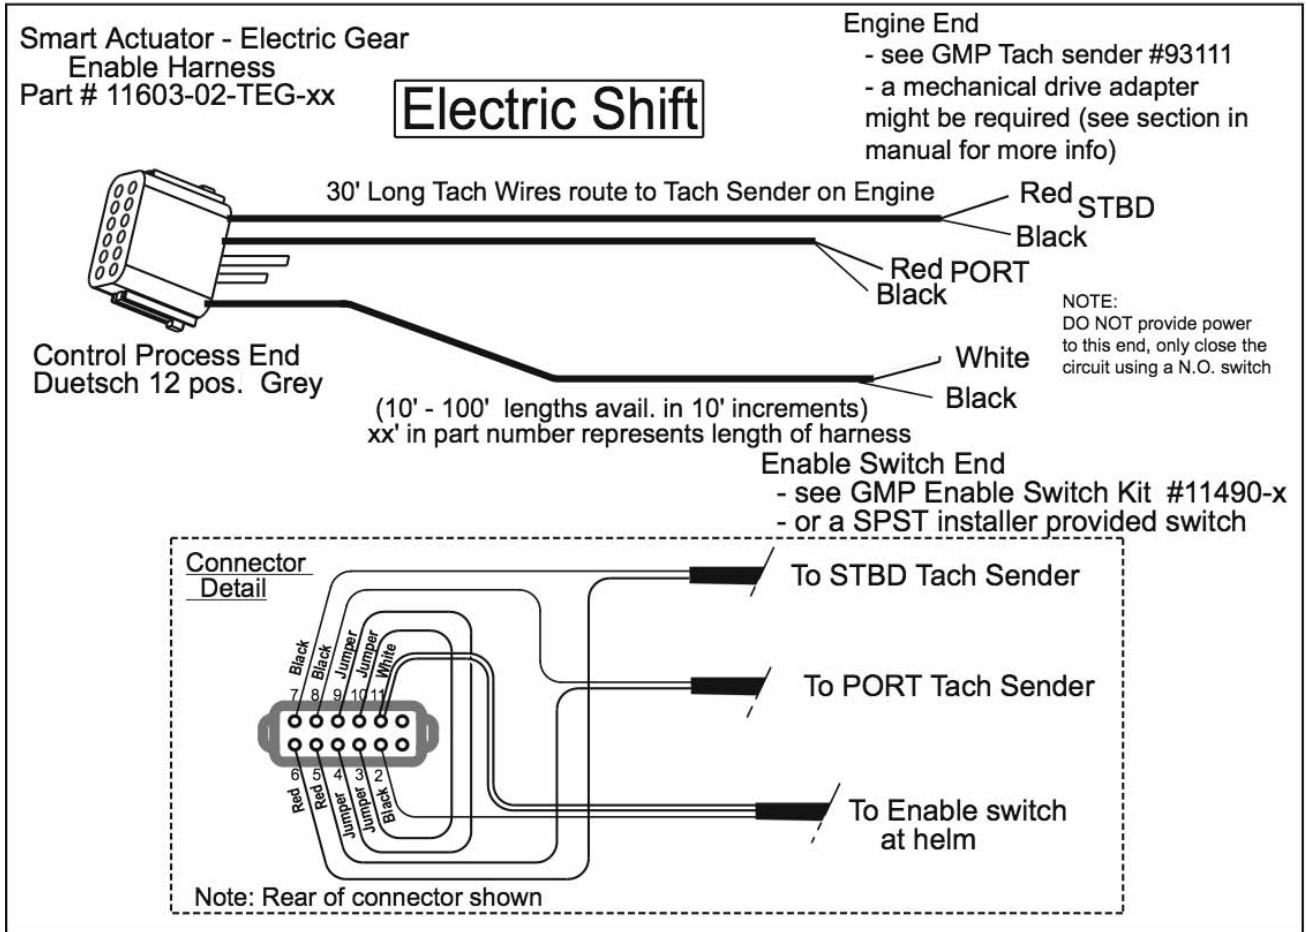 Smart Actuator - Electric Gear
Enable Harness
Part # 11603-02-TEG-xx
Electric Shift
Engine End
- see GMP Tach sender #93111
- a mechanical drive adapter
might be required (see section in
manual for more info)
30' Long Tach Wires route to Tach Sender on Engine
Red
STBD
Black
Red PORT
Black
NOTE:
DO NOT provide power
to this end, only close the
circuit using a N.O. switch
Control Process End
Duetsch 12 pos. Grey
White
Black
(10' - 100' lengths avail. in 10' increments)
xx' in part number represents length of harness
Enable Switch End
- see GMP Enable Switch Kit #11490-x
- or a SPST installer provided switch
Connector
Detail
To STBD Tach Sender
Black Black Jumper Jumper White
7 8 9 10 11
To PORT Tach Sender
6 5 4 3 2
Red Red Jumper Jumper Black
To Enable switch
at helm
Note: Rear of connector shown